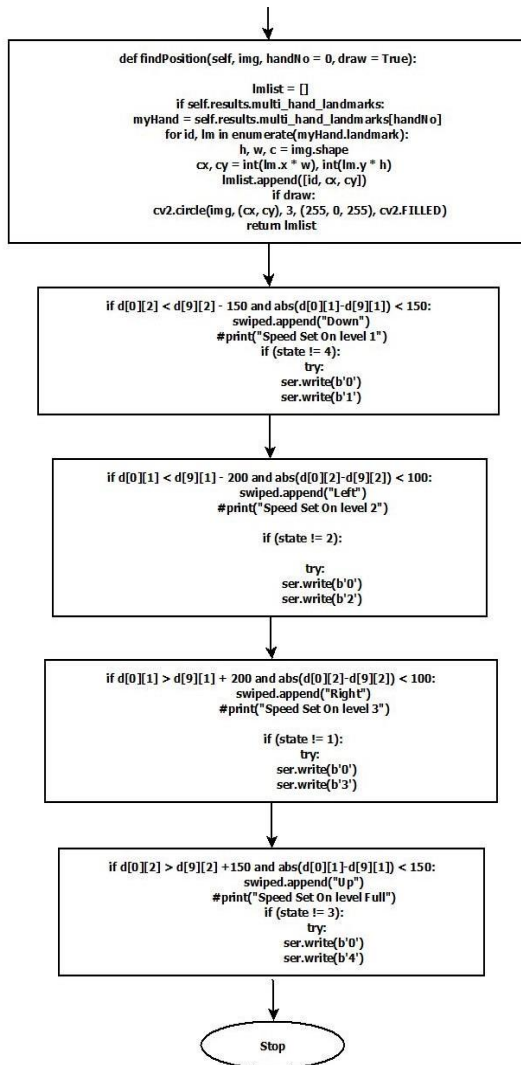 def findPosition(self, img, handNo = 0, draw = True):
lmlist = []
if self.results.multi_hand_landmarks:
myHand = self.results.multi_hand_landmarks[handNo]
for id, lm in enumerate(myHand.landmark):
h, w, c = img.shape
cx, cy = int(lm.x * w), int(lm.y * h)
lmlist.append([id, cx, cy])
if draw:
cv2.circle(img, (cx, cy), 3, (255, 0, 255), cv2.FILLED)
return lmlist
if d[0][2] < d[9][2] - 150 and abs(d[0][1]-d[9][1]) < 150:
swiped.append("Down")
#print("Speed Set On level 1")
if (state != 4):
try:
ser.write(b'0')
ser.write(b'1')
if d[0][1] < d[9][1] - 200 and abs(d[0][2]-d[9][2]) < 100:
swiped.append("Left")
#print("Speed Set On level 2")
if (state != 2):
try:
ser.write(b'0')
ser.write(b'2')
if d[0][1] > d[9][1] + 200 and abs(d[0][2]-d[9][2]) < 100:
swiped.append("Right")
#print("Speed Set On level 3")
if (state != 1):
try:
ser.write(b'0')
ser.write(b'3')
if d[0][2] > d[9][2] +150 and abs(d[0][1]-d[9][1]) < 150:
swiped.append("Up")
#print("Speed Set On level Full")
if (state != 3):
try:
ser.write(b'0')
ser.write(b'4')
Stop